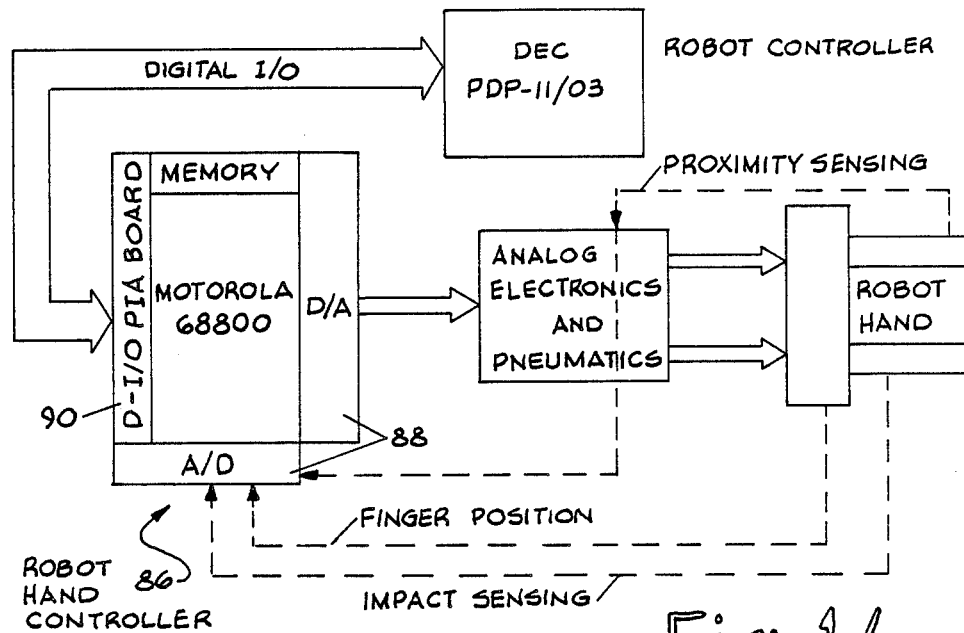 DEC
PDP-11/03
ROBOT CONTROLLER
DIGITAL I/O
PROXIMITY SENSING
D-I/O PIA BOARD
MEMORY
MOTOROLA
68800
D/A
ANALOG
ELECTRONICS
AND
PNEUMATICS
ROBOT
HAND
90
88
A/D
FINGER POSITION
ROBOT
HAND
CONTROLLER
86
IMPACT SENSING